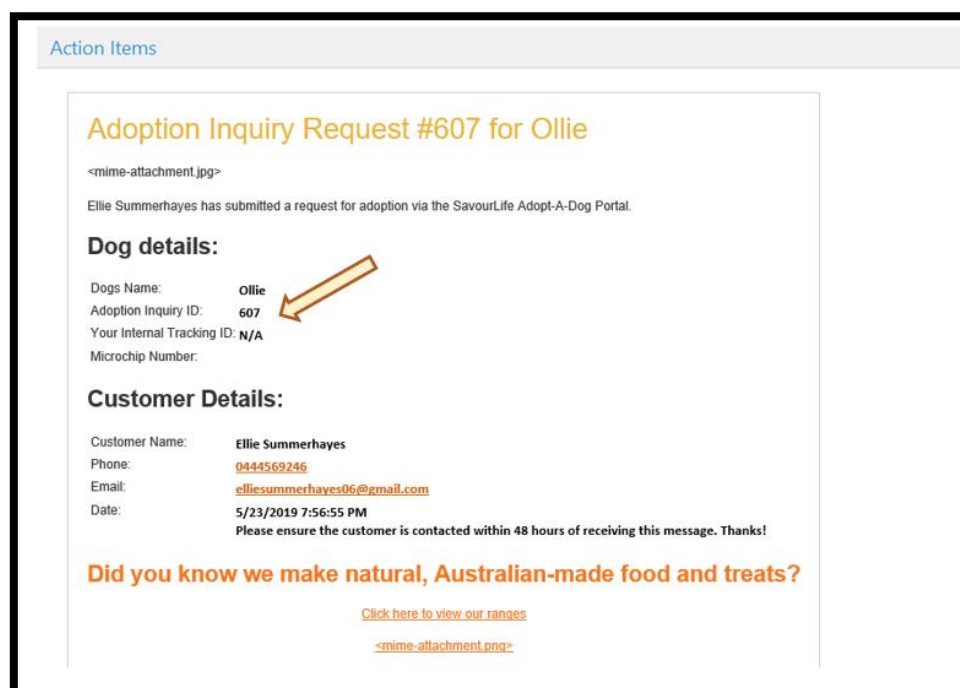 Action Items
Adoption Inquiry Request #607 for Ollie
<mime-attachment.jpg>
Ellie Summerhayes has submitted a request for adoption via the SavourLife Adopt-A-Dog Portal.
Dog details:
Dogs Name: Ollie
Adoption Inquiry ID: 607
Your Internal Tracking ID: N/A
Microchip Number:
Customer Details:
Customer Name: Ellie Summerhayes
Phone: 0444569246
Email: elliesummerhayes06@gmail.com
Date: 5/23/2019 7:56:55 PM
Please ensure the customer is contacted within 48 hours of receiving this message. Thanks!
Did you know we make natural, Australian-made food and treats?
Click here to view our ranges
<mime-attachment.png>